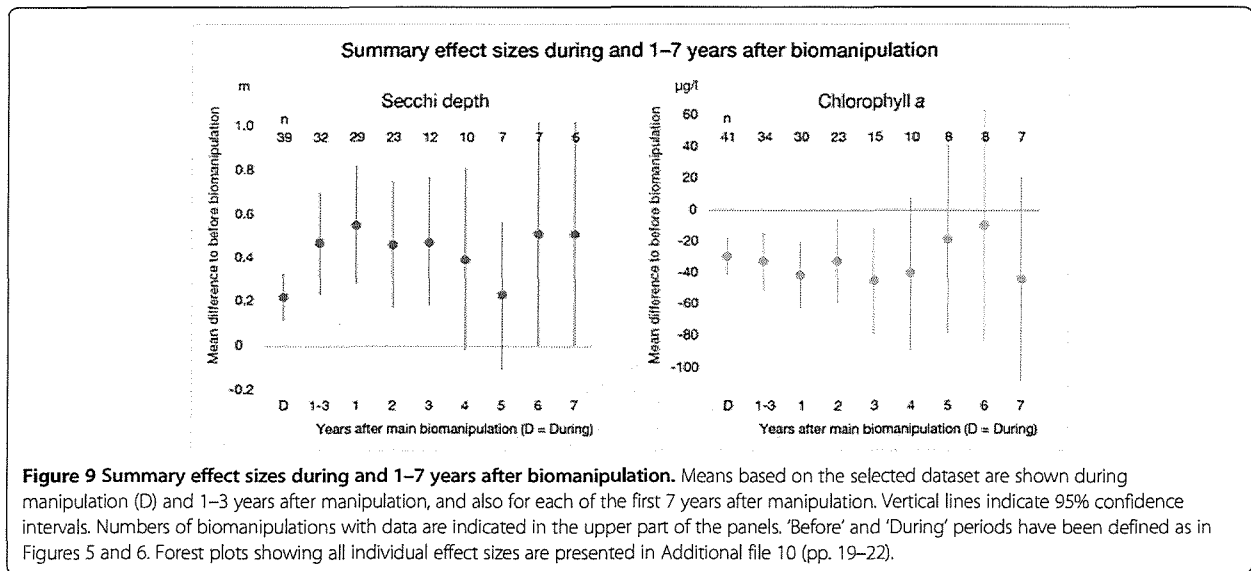 Summary effect sizes during and 1–7 years after biomanipulation
m
Secchi depth
Mean difference to before biomanipulation
n
39 32 29 23 12 10 7 7 6
1.0
0.8
0.6
0.4
0.2
0
-0.2
D 1-3 1 2 3 4 5 6 7
Years after main biomanipulation (D = During)
µg/l
Chlorophyll a
Mean difference to before biomanipulation
60
n
41 34 30 23 15 10 8 8 7
40
20
0
-20
-40
-60
-80
-100
D 1-3 1 2 3 4 5 6 7
Years after main biomanipulation (D = During)
Figure 9 Summary effect sizes during and 1–7 years after biomanipulation. Means based on the selected dataset are shown during
manipulation (D) and 1–3 years after manipulation, and also for each of the first 7 years after manipulation. Vertical lines indicate 95% confidence
intervals. Numbers of biomanipulations with data are indicated in the upper part of the panels. 'Before' and 'During' periods have been defined as in
Figures 5 and 6. Forest plots showing all individual effect sizes are presented in Additional file 10 (pp. 19–22).